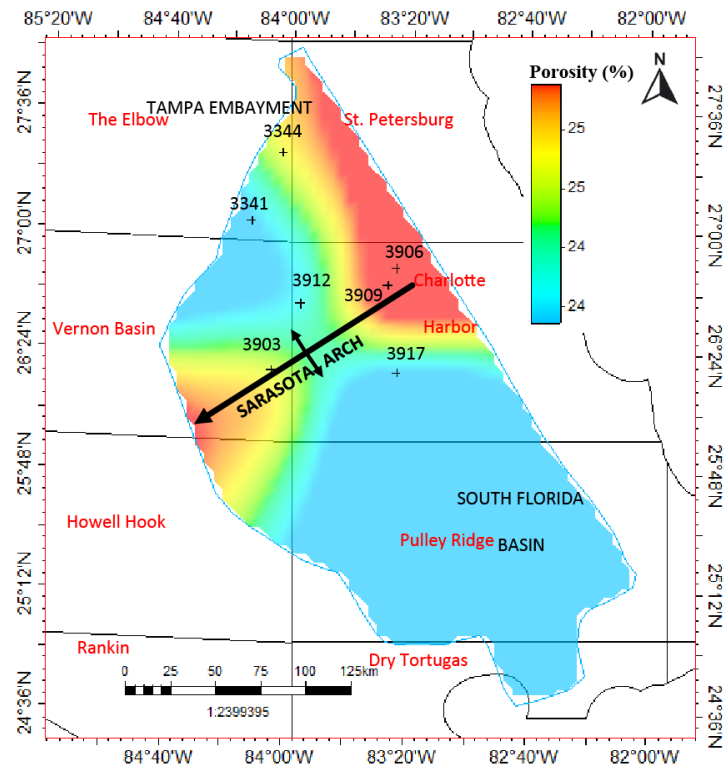 85°20'W 84°40'W 84°00'W 83°20'W 82°40'W 82°00'W
N
Porosity (%)
25
25
24
24
27°36'N
27°00'N
26°24'N
25°48'N
25°12'N
24°36'N
27°36'N
27°00'N
26°24'N
25°48'N
25°12'N
24°36'N
TAMPA EMBAYMENT
The Elbow
St. Petersburg
3344
3341
3906
3912
3909
Charlotte
Harbor
Vernon Basin
3903
3917
SARASOTA ARCH
SOUTH FLORIDA
BASIN
Howell Hook
Pulley Ridge
Rankin
Dry Tortugas
0 25 50 75 100 125km
1:2399395
84°40'W 84°00'W 83°20'W 82°40'W 82°00'W